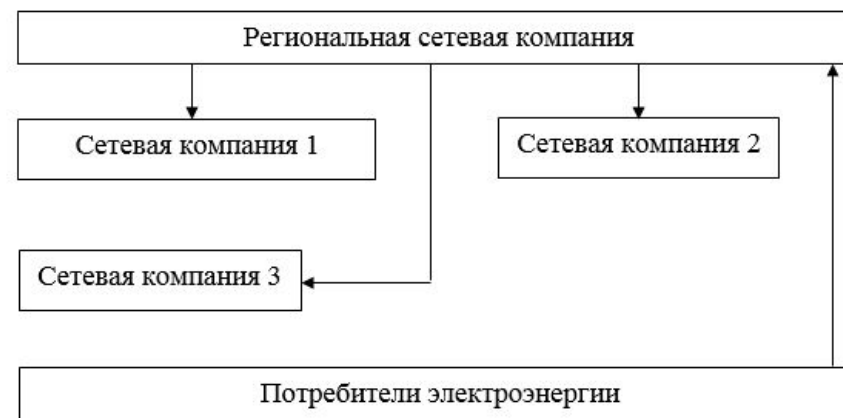 Региональная сетевая компания
Сетевая компания 1
Сетевая компания 2
Сетевая компания 3
Потребители электроэнергии